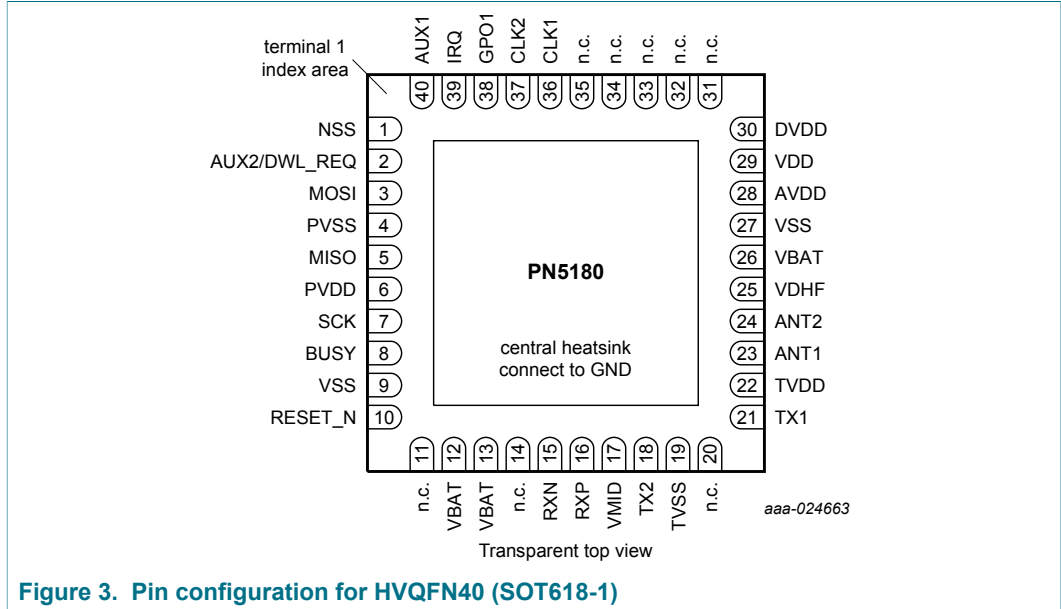 terminal 1
index area
AUX1
IRQ
GPO1
CLK2
CLK1
n.c.
n.c.
n.c.
n.c.
n.c.
40
39
38
37
36
35
34
33
32
31
NSS 1
AUX2/DWL_REQ 2
MOSI 3
PVSS 4
MISO 5
PVDD 6
SCK 7
BUSY 8
VSS 9
RESET_N 10
30 DVDD
29 VDD
28 AVDD
27 VSS
26 VBAT
25 VDHF
24 ANT2
23 ANT1
22 TVDD
21 TX1
PN5180
central heatsink
connect to GND
11
12
13
14
15
16
17
18
19
20
n.c.
VBAT
VBAT
n.c.
RXN
RXP
VMID
TX2
TVSS
n.c.
aaa-024663
Transparent top view
Figure 3. Pin configuration for HVQFN40 (SOT618-1)